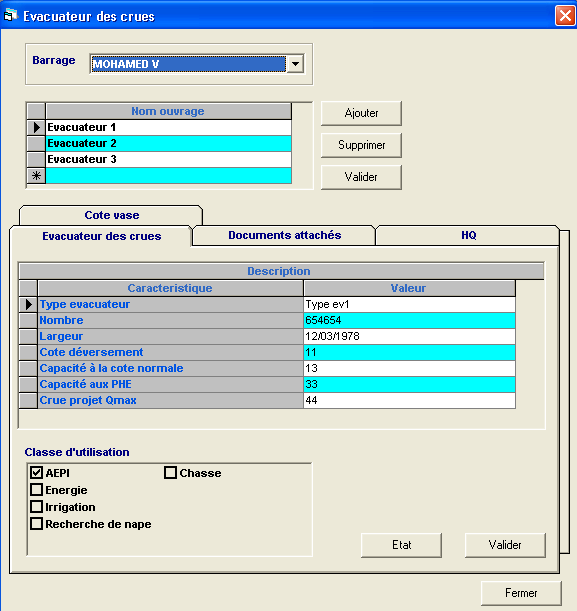 Evacuateur des crues
Barrage MOHAMED V
Nom ouvrage
Evacuateur 1
Evacuateur 2
Evacuateur 3
Ajouter
Supprimer
Valider
Cote vase
Evacuateur des crues Documents attachés HQ
Description
Caracteristique Valeur
Type evacuateur Type ev1
Nombre 654654
Largeur 12/03/1978
Cote déversement 11
Capacité à la cote normale 13
Capacité aux PHE 33
Crue projet Qmax 44
Classe d'utilisation
AEPI Chasse
Energie
Irrigation
Recherche de nape
Etat Valider
Fermer